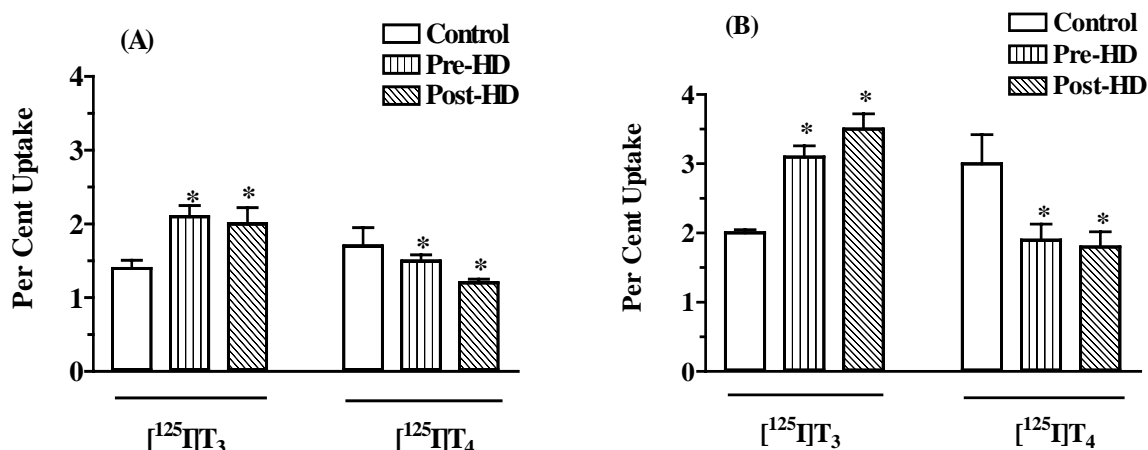 (A)
Control
Pre-HD
Post-HD
Per Cent Uptake
4
3
2
1
0
* * * *
[¹²⁵I]T₃ [¹²⁵I]T₄
(B)
Control
Pre-HD
Post-HD
Per Cent Uptake
4
3
2
1
0
* * * *
[¹²⁵I]T₃ [¹²⁵I]T₄